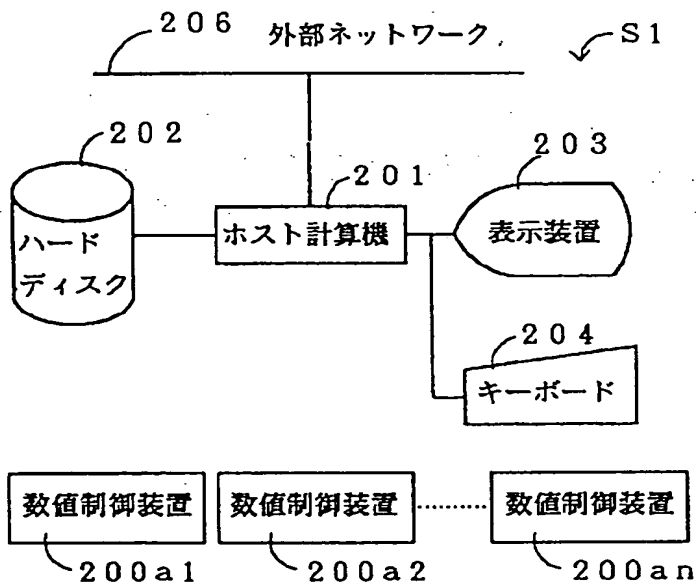 206 外部ネットワーク
S1
202
203
201
ハード
ディスク
ホスト計算機
表示装置
204
キーボード
数値制御装置 数値制御装置 数値制御装置
200a1 200a2 200an